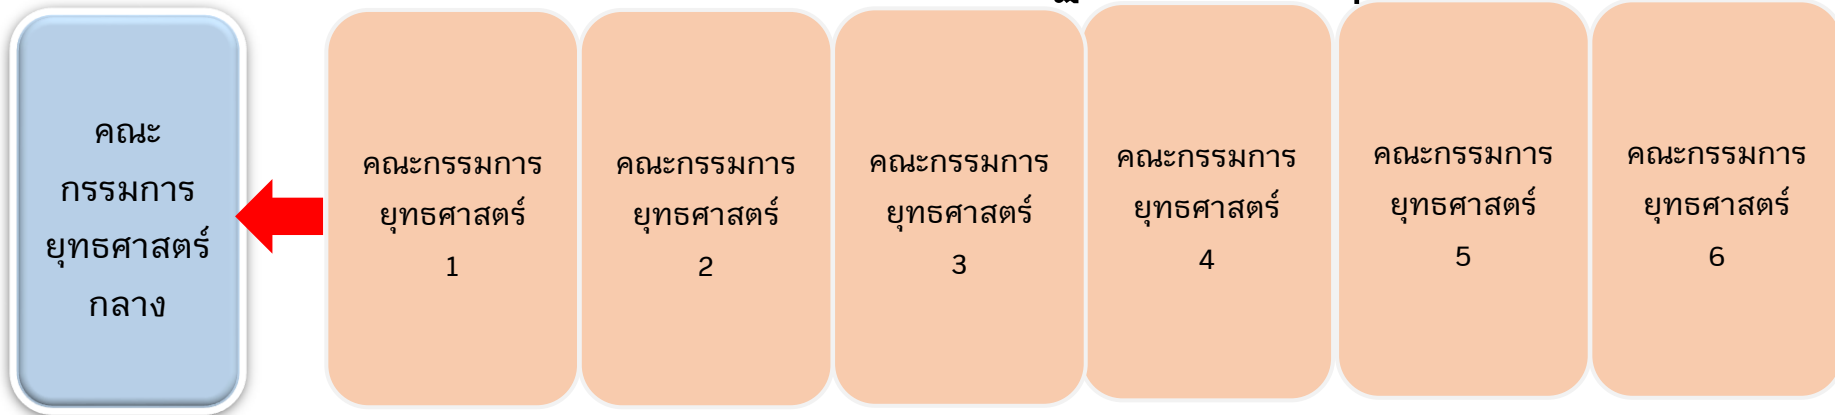 คณะ
กรรมการ
ยุทธศาสตร์
กลาง
คณะกรรมการ
ยุทธศาสตร์
1
คณะกรรมการ
ยุทธศาสตร์
2
คณะกรรมการ
ยุทธศาสตร์
3
คณะกรรมการ
ยุทธศาสตร์
4
คณะกรรมการ
ยุทธศาสตร์
5
คณะกรรมการ
ยุทธศาสตร์
6